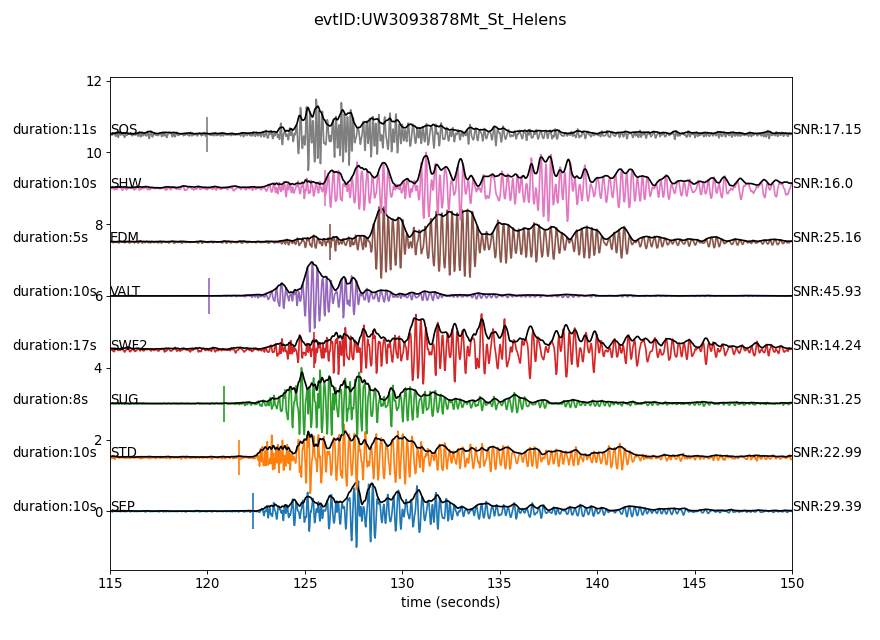 evtID:UW3093878Mt_St_Helens
12
duration:11s SOS SNR:17.15
10
duration:10s SHW SNR:16.0
8
duration:5s EDM SNR:25.16
duration:10s VALT SNR:45.93
6
duration:17s SWF2 SNR:14.24
4
duration:8s SUG SNR:31.25
2
duration:10s STD SNR:22.99
duration:10s SEP SNR:29.39
0
115 120 125 130 135 140 145 150
time (seconds)